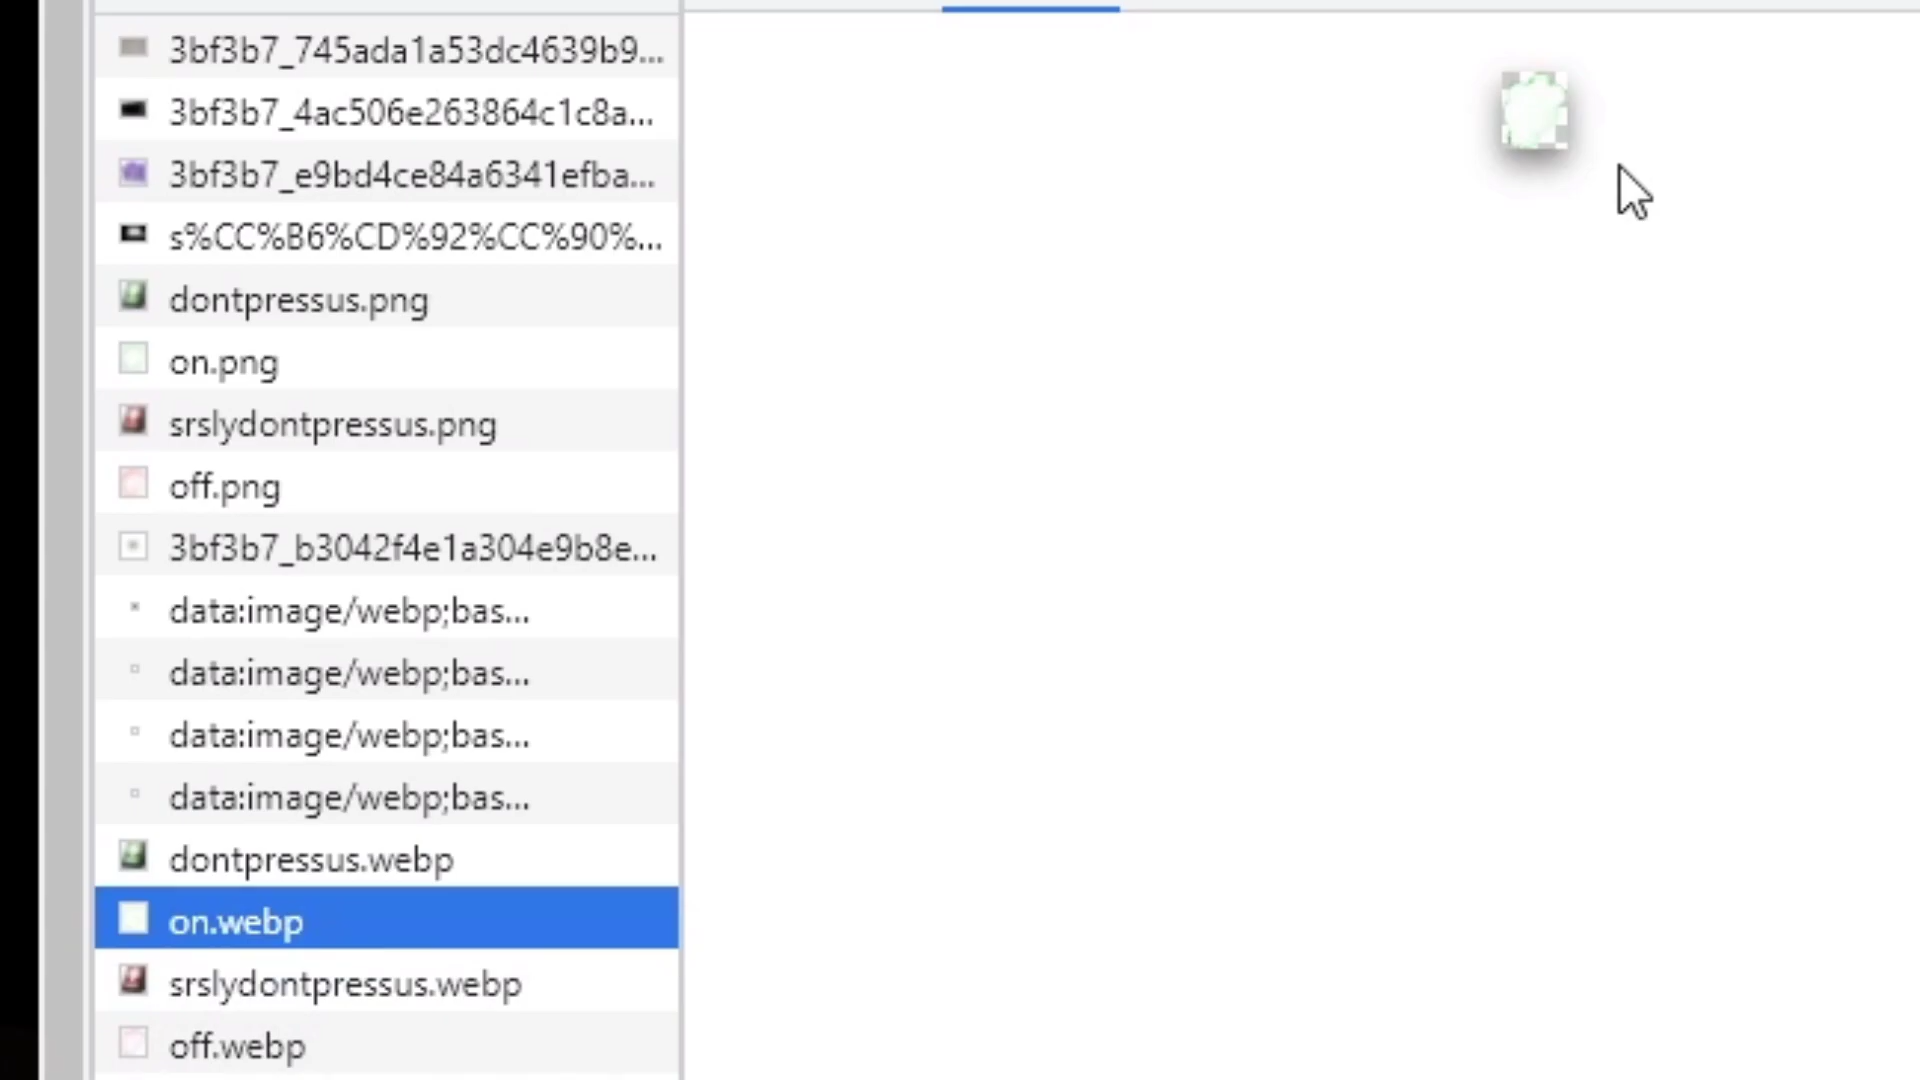 3bf3b7_745ada1a53dc4639b9...
3bf3b7_4ac506e263864c1c8a...
3bf3b7_e9bd4ce84a6341efba...
s%CC%B6%CD%92%CC%90%...
dontpressus.png
on.png
srslydontpressus.png
off.png
3bf3b7_b3042f4e1a304e9b8e...
data:image/webp;bas...
data:image/webp;bas...
data:image/webp;bas...
data:image/webp;bas...
dontpressus.webp
on.webp
srslydontpressus.webp
off.webp